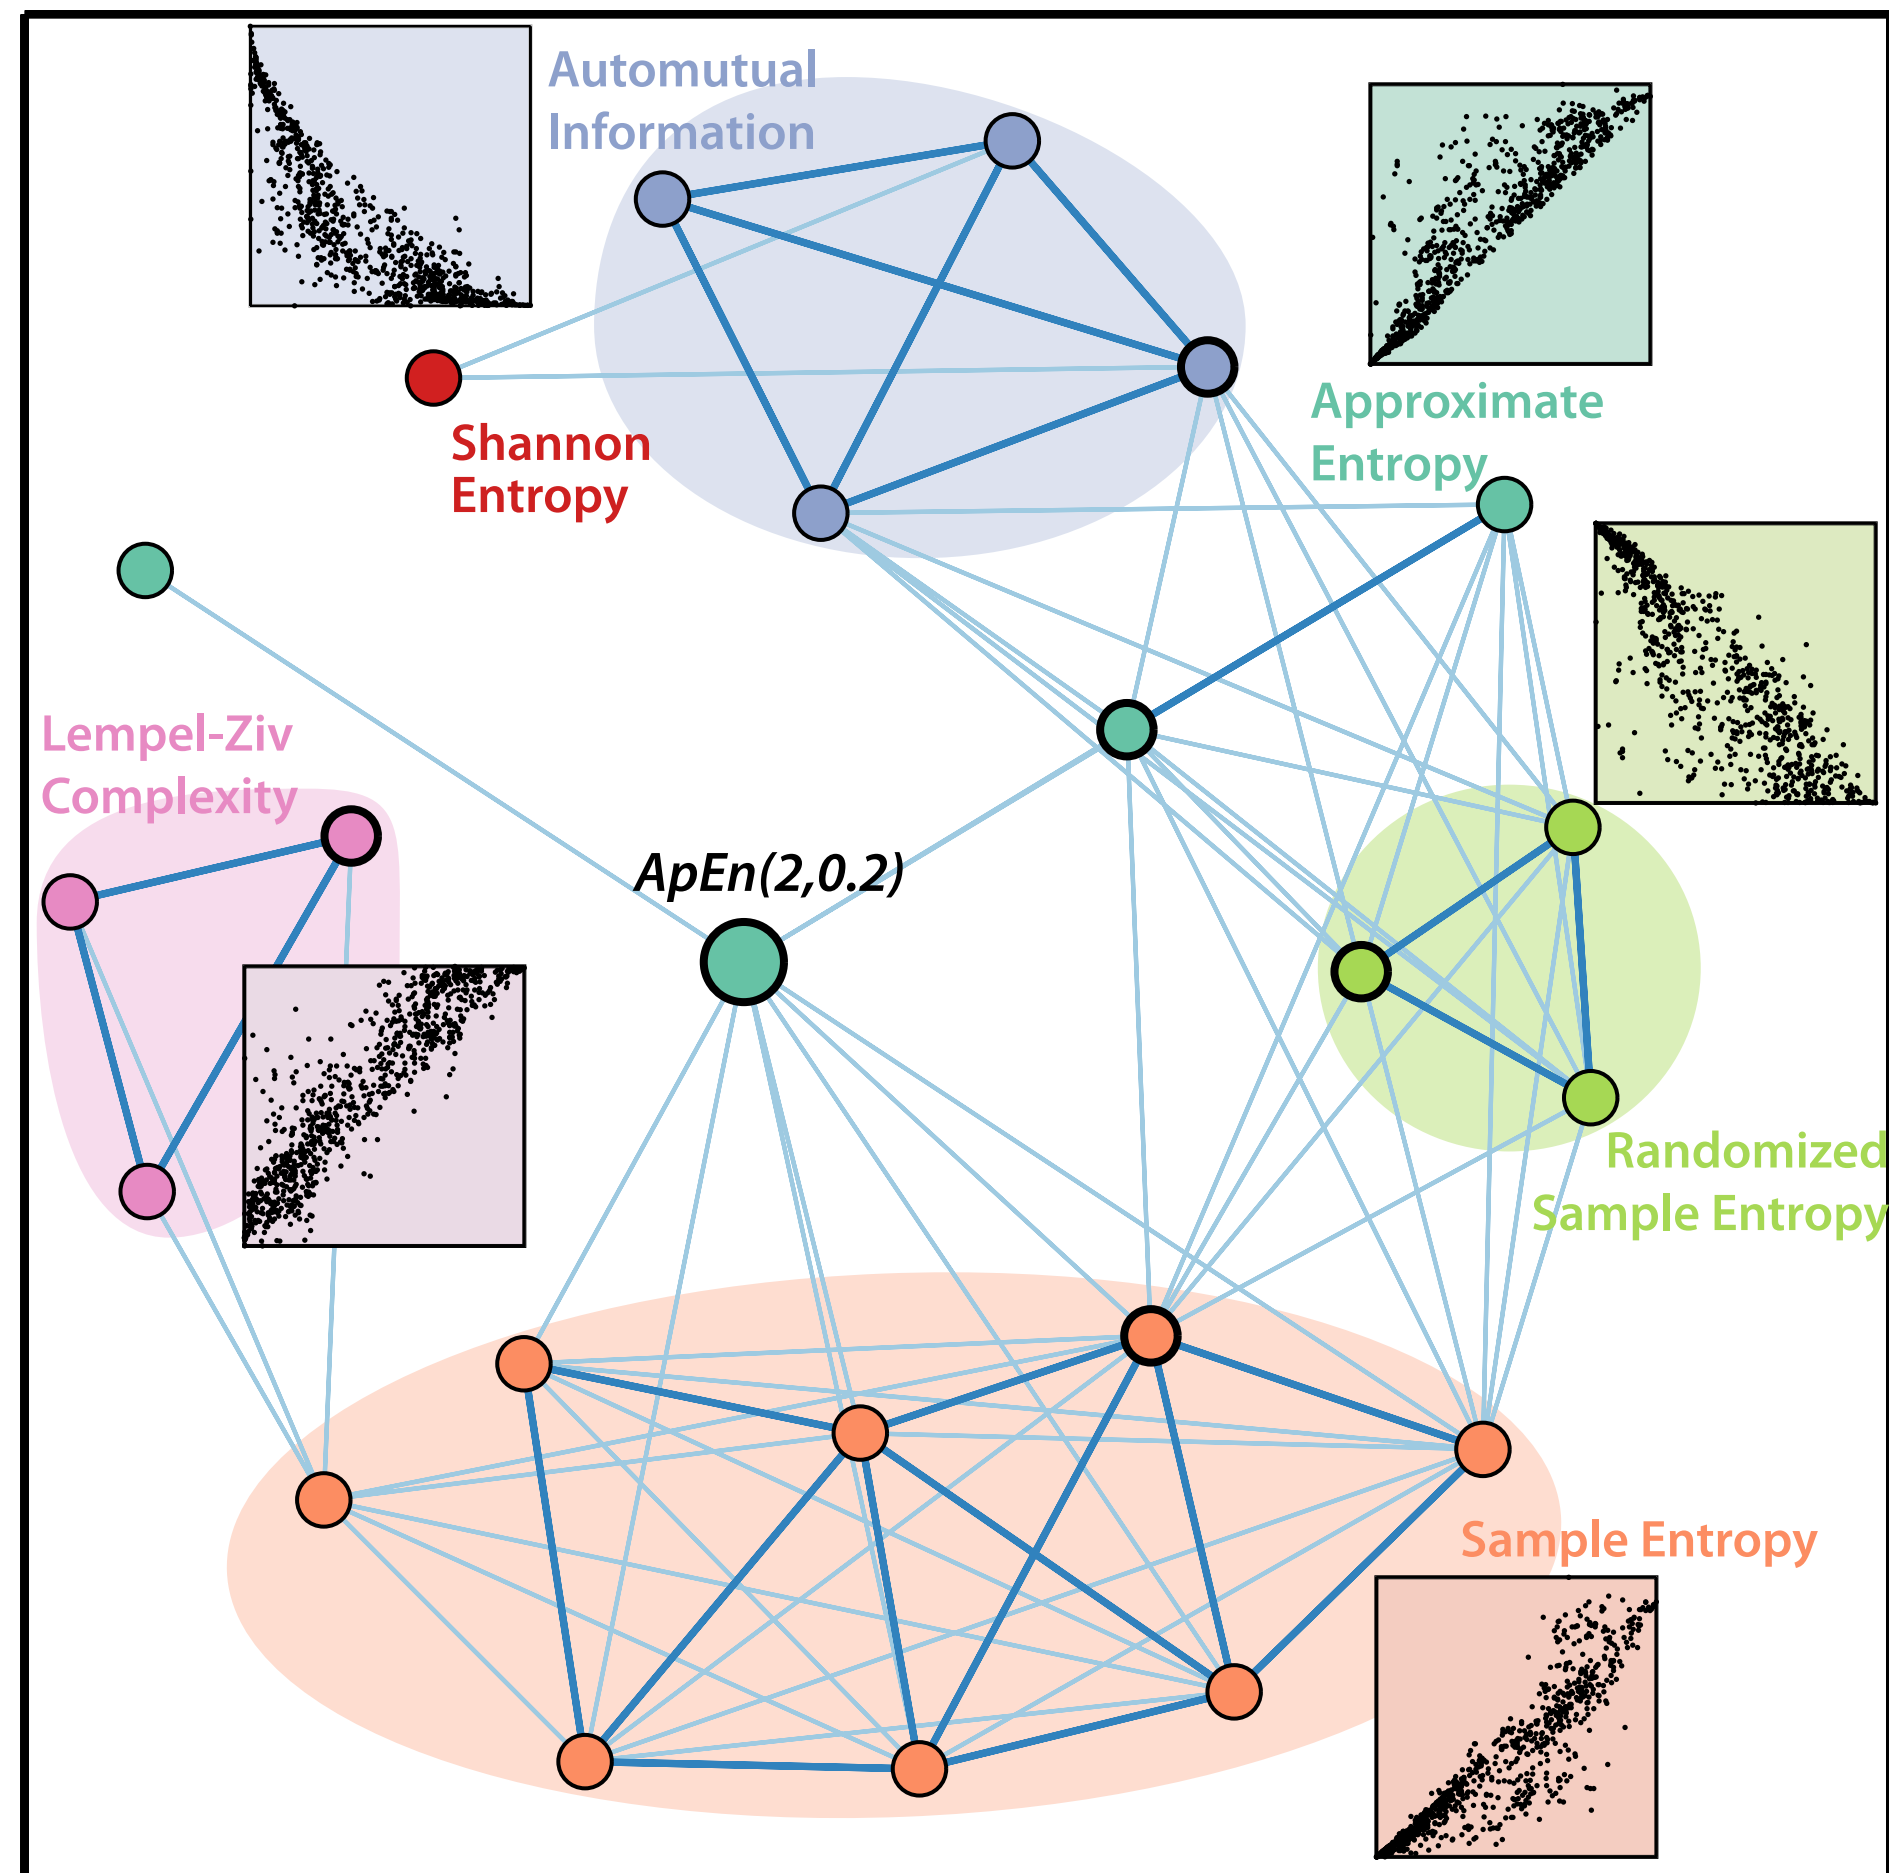 Automutual
Information
Approximate
Entropy
Shannon
Entropy
Lempel-Ziv
Complexity
ApEn(2,0.2)
Randomized
Sample Entropy
Sample Entropy